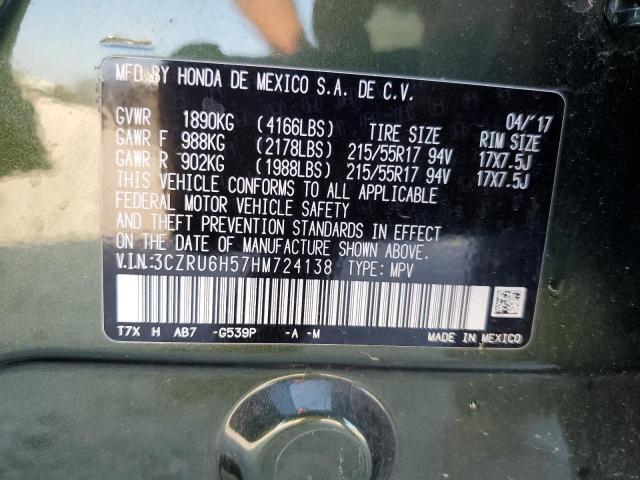 MFD BY HONDA DE MEXICO S.A. DE C.V.
04/'17
GVWR 1890KG (4166LBS) TIRE SIZE RIM SIZE
GAWR F 988KG (2178LBS) 215/55R17 94V 17X7.5J
GAWR R 902KG (1988LBS) 215/55R17 94V 17X7.5J
THIS VEHICLE CONFORMS TO ALL APPLICABLE
FEDERAL MOTOR VEHICLE SAFETY
AND THEFT PREVENTION STANDARDS IN EFFECT
ON THE DATE OF MANUFACTURE SHOWN ABOVE.
V.I.N:3CZRU6H57HM724138 TYPE: MPV
T7X H AB7 -G539P -A -M
MADE IN MEXICO